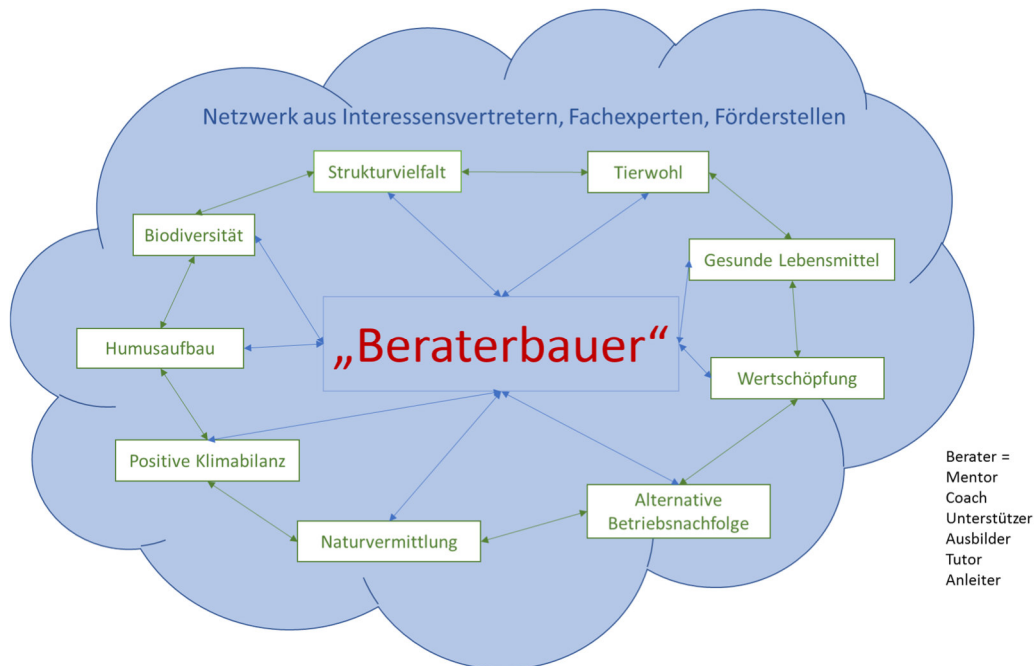 Netzwerk aus Interessensvertretern, Fachexperten, Förderstellen
Strukturvielfalt
Tierwohl
Biodiversität
Gesunde Lebensmittel
Humusaufbau
„Beraterbauer“
Wertschöpfung
Positive Klimabilanz
Alternative
Betriebsnachfolge
Naturvermittlung
Berater =
Mentor
Coach
Unterstützer
Ausbilder
Tutor
Anleiter